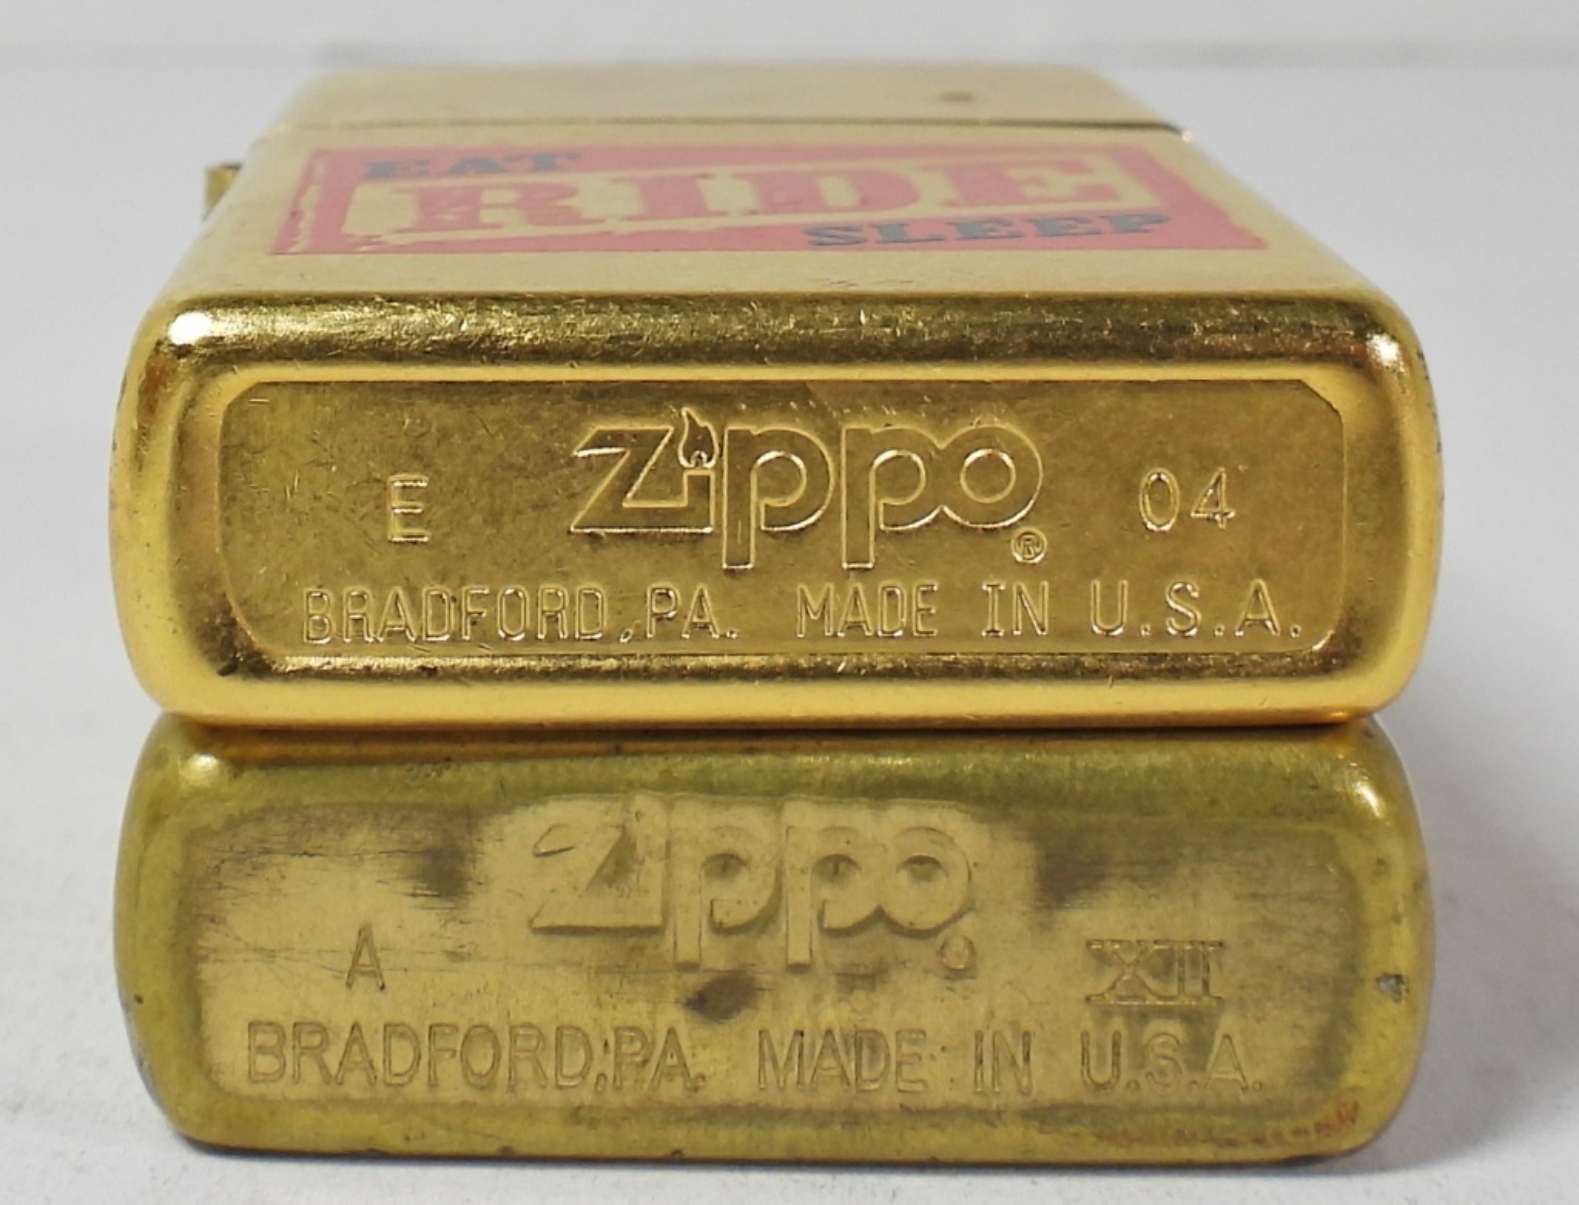 EAT
RIDE
SLEEP
E Zippo® 04
BRADFORD, PA. MADE IN U.S.A.
A Zippo® XII
BRADFORD, PA. MADE IN U.S.A.